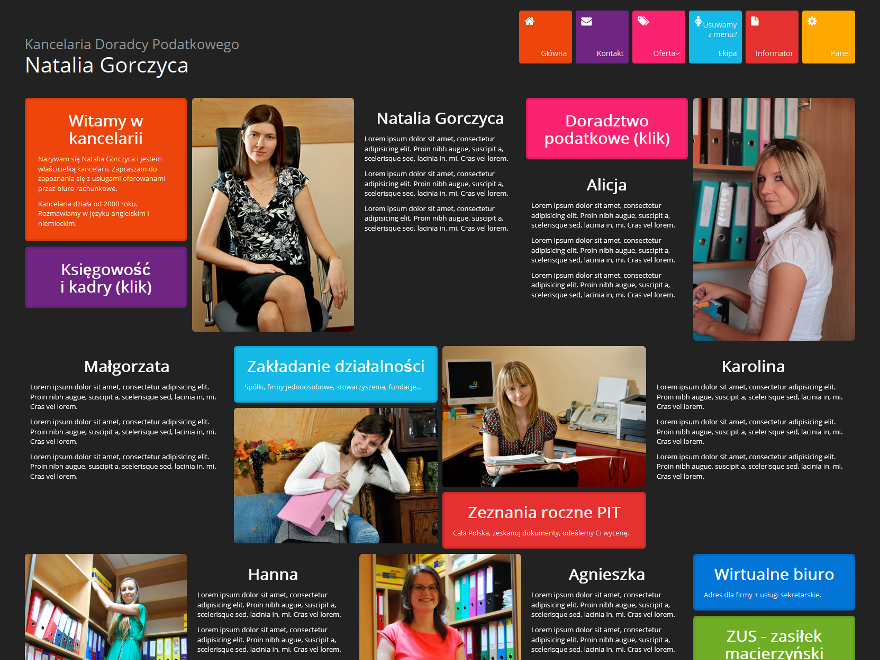 Kancelaria Doradcy Podatkowego
Natalia Gorczyca
Główna
Kontakt
Oferta
Usuwamy
z menu?
Ekipa
Informator
Panel
Witamy w
kancelarii
Nazywam się Natalia Gorczyca i jestem
właścicielką kancelarii. Zapraszam do
zapoznania się z usługami oferowanymi
przez biuro rachunkowe.
Kancelaria działa od 2000 roku.
Rozmawiamy w języku angielskim i
niemieckim.
Księgowość
i kadry (klik)
Natalia Gorczyca
Lorem ipsum dolor sit amet, consectetur
adipisicing elit. Proin nibh augue, suscipit a,
scelerisque sed, lacinia in, mi. Cras vel lorem.
Lorem ipsum dolor sit amet, consectetur
adipisicing elit. Proin nibh augue, suscipit a,
scelerisque sed, lacinia in, mi. Cras vel lorem.
Lorem ipsum dolor sit amet, consectetur
adipisicing elit. Proin nibh augue, suscipit a,
scelerisque sed, lacinia in, mi. Cras vel lorem.
Doradztwo
podatkowe (klik)
Alicja
Lorem ipsum dolor sit amet, consectetur
adipisicing elit. Proin nibh augue, suscipit a,
scelerisque sed, lacinia in, mi. Cras vel lorem.
Lorem ipsum dolor sit amet, consectetur
adipisicing elit. Proin nibh augue, suscipit a,
scelerisque sed, lacinia in, mi. Cras vel lorem.
Lorem ipsum dolor sit amet, consectetur
adipisicing elit. Proin nibh augue, suscipit a,
scelerisque sed, lacinia in, mi. Cras vel lorem.
Małgorzata
Lorem ipsum dolor sit amet, consectetur adipisicing elit.
Proin nibh augue, suscipit a, scelerisque sed, lacinia in, mi.
Cras vel lorem.
Lorem ipsum dolor sit amet, consectetur adipisicing elit.
Proin nibh augue, suscipit a, scelerisque sed, lacinia in, mi.
Cras vel lorem.
Lorem ipsum dolor sit amet, consectetur adipisicing elit.
Proin nibh augue, suscipit a, scelerisque sed, lacinia in, mi.
Cras vel lorem.
Zakładanie działalności
Spółki, firmy jednoosobowe, stowarzyszenia, fundacje...
Zeznania roczne PIT
Cała Polska, zeskanuj dokumenty, odeślemy Ci wycenę.
Karolina
Lorem ipsum dolor sit amet, consectetur adipisicing elit.
Proin nibh augue, suscipit a, scelerisque sed, lacinia in, mi.
Cras vel lorem.
Lorem ipsum dolor sit amet, consectetur adipisicing elit.
Proin nibh augue, suscipit a, scelerisque sed, lacinia in, mi.
Cras vel lorem.
Lorem ipsum dolor sit amet, consectetur adipisicing elit.
Proin nibh augue, suscipit a, scelerisque sed, lacinia in, mi.
Cras vel lorem.
Hanna
Lorem ipsum dolor sit amet, consectetur
adipisicing elit. Proin nibh augue, suscipit a,
scelerisque sed, lacinia in, mi. Cras vel lorem.
Lorem ipsum dolor sit amet, consectetur
adipisicing elit. Proin nibh augue, suscipit a,
scelerisque sed, lacinia in, mi. Cras vel lorem.
Agnieszka
Lorem ipsum dolor sit amet, consectetur
adipisicing elit. Proin nibh augue, suscipit a,
scelerisque sed, lacinia in, mi. Cras vel lorem.
Lorem ipsum dolor sit amet, consectetur
adipisicing elit. Proin nibh augue, suscipit a,
scelerisque sed, lacinia in, mi. Cras vel lorem.
Wirtualne biuro
Adres dla firmy + usługi sekretarskie.
ZUS - zasiłek
macierzyński